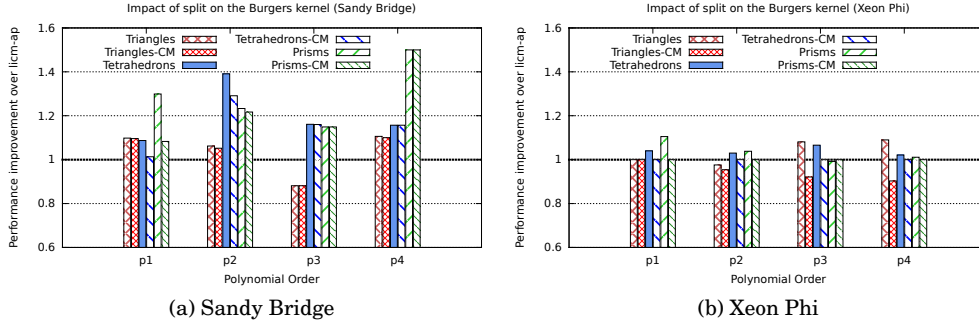 Impact of split on the Burgers kernel (Sandy Bridge)
Performance improvement over licm-ap
1.6
1.4
1.2
1
0.8
0.6
Triangles
Triangles-CM
Tetrahedrons
Tetrahedrons-CM
Prisms
Prisms-CM
p1 p2 p3 p4
Polynomial Order
(a) Sandy Bridge
Impact of split on the Burgers kernel (Xeon Phi)
Performance improvement over licm-ap
1.6
1.4
1.2
1
0.8
0.6
Triangles
Triangles-CM
Tetrahedrons
Tetrahedrons-CM
Prisms
Prisms-CM
p1 p2 p3 p4
Polynomial Order
(b) Xeon Phi